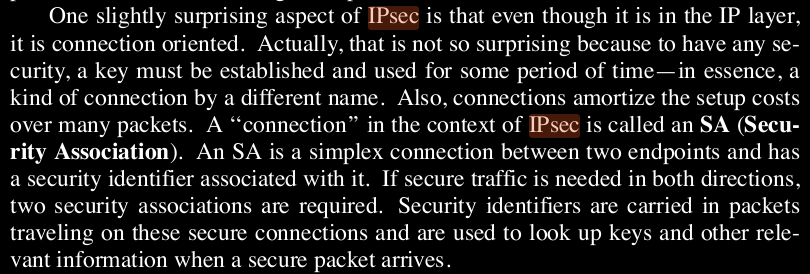 One slightly surprising aspect of IPsec is that even though it is in the IP layer,
it is connection oriented. Actually, that is not so surprising because to have any se-
curity, a key must be established and used for some period of time—in essence, a
kind of connection by a different name. Also, connections amortize the setup costs
over many packets. A “connection” in the context of IPsec is called an SA (Secu-
rity Association). An SA is a simplex connection between two endpoints and has
a security identifier associated with it. If secure traffic is needed in both directions,
two security associations are required. Security identifiers are carried in packets
traveling on these secure connections and are used to look up keys and other rele-
vant information when a secure packet arrives.